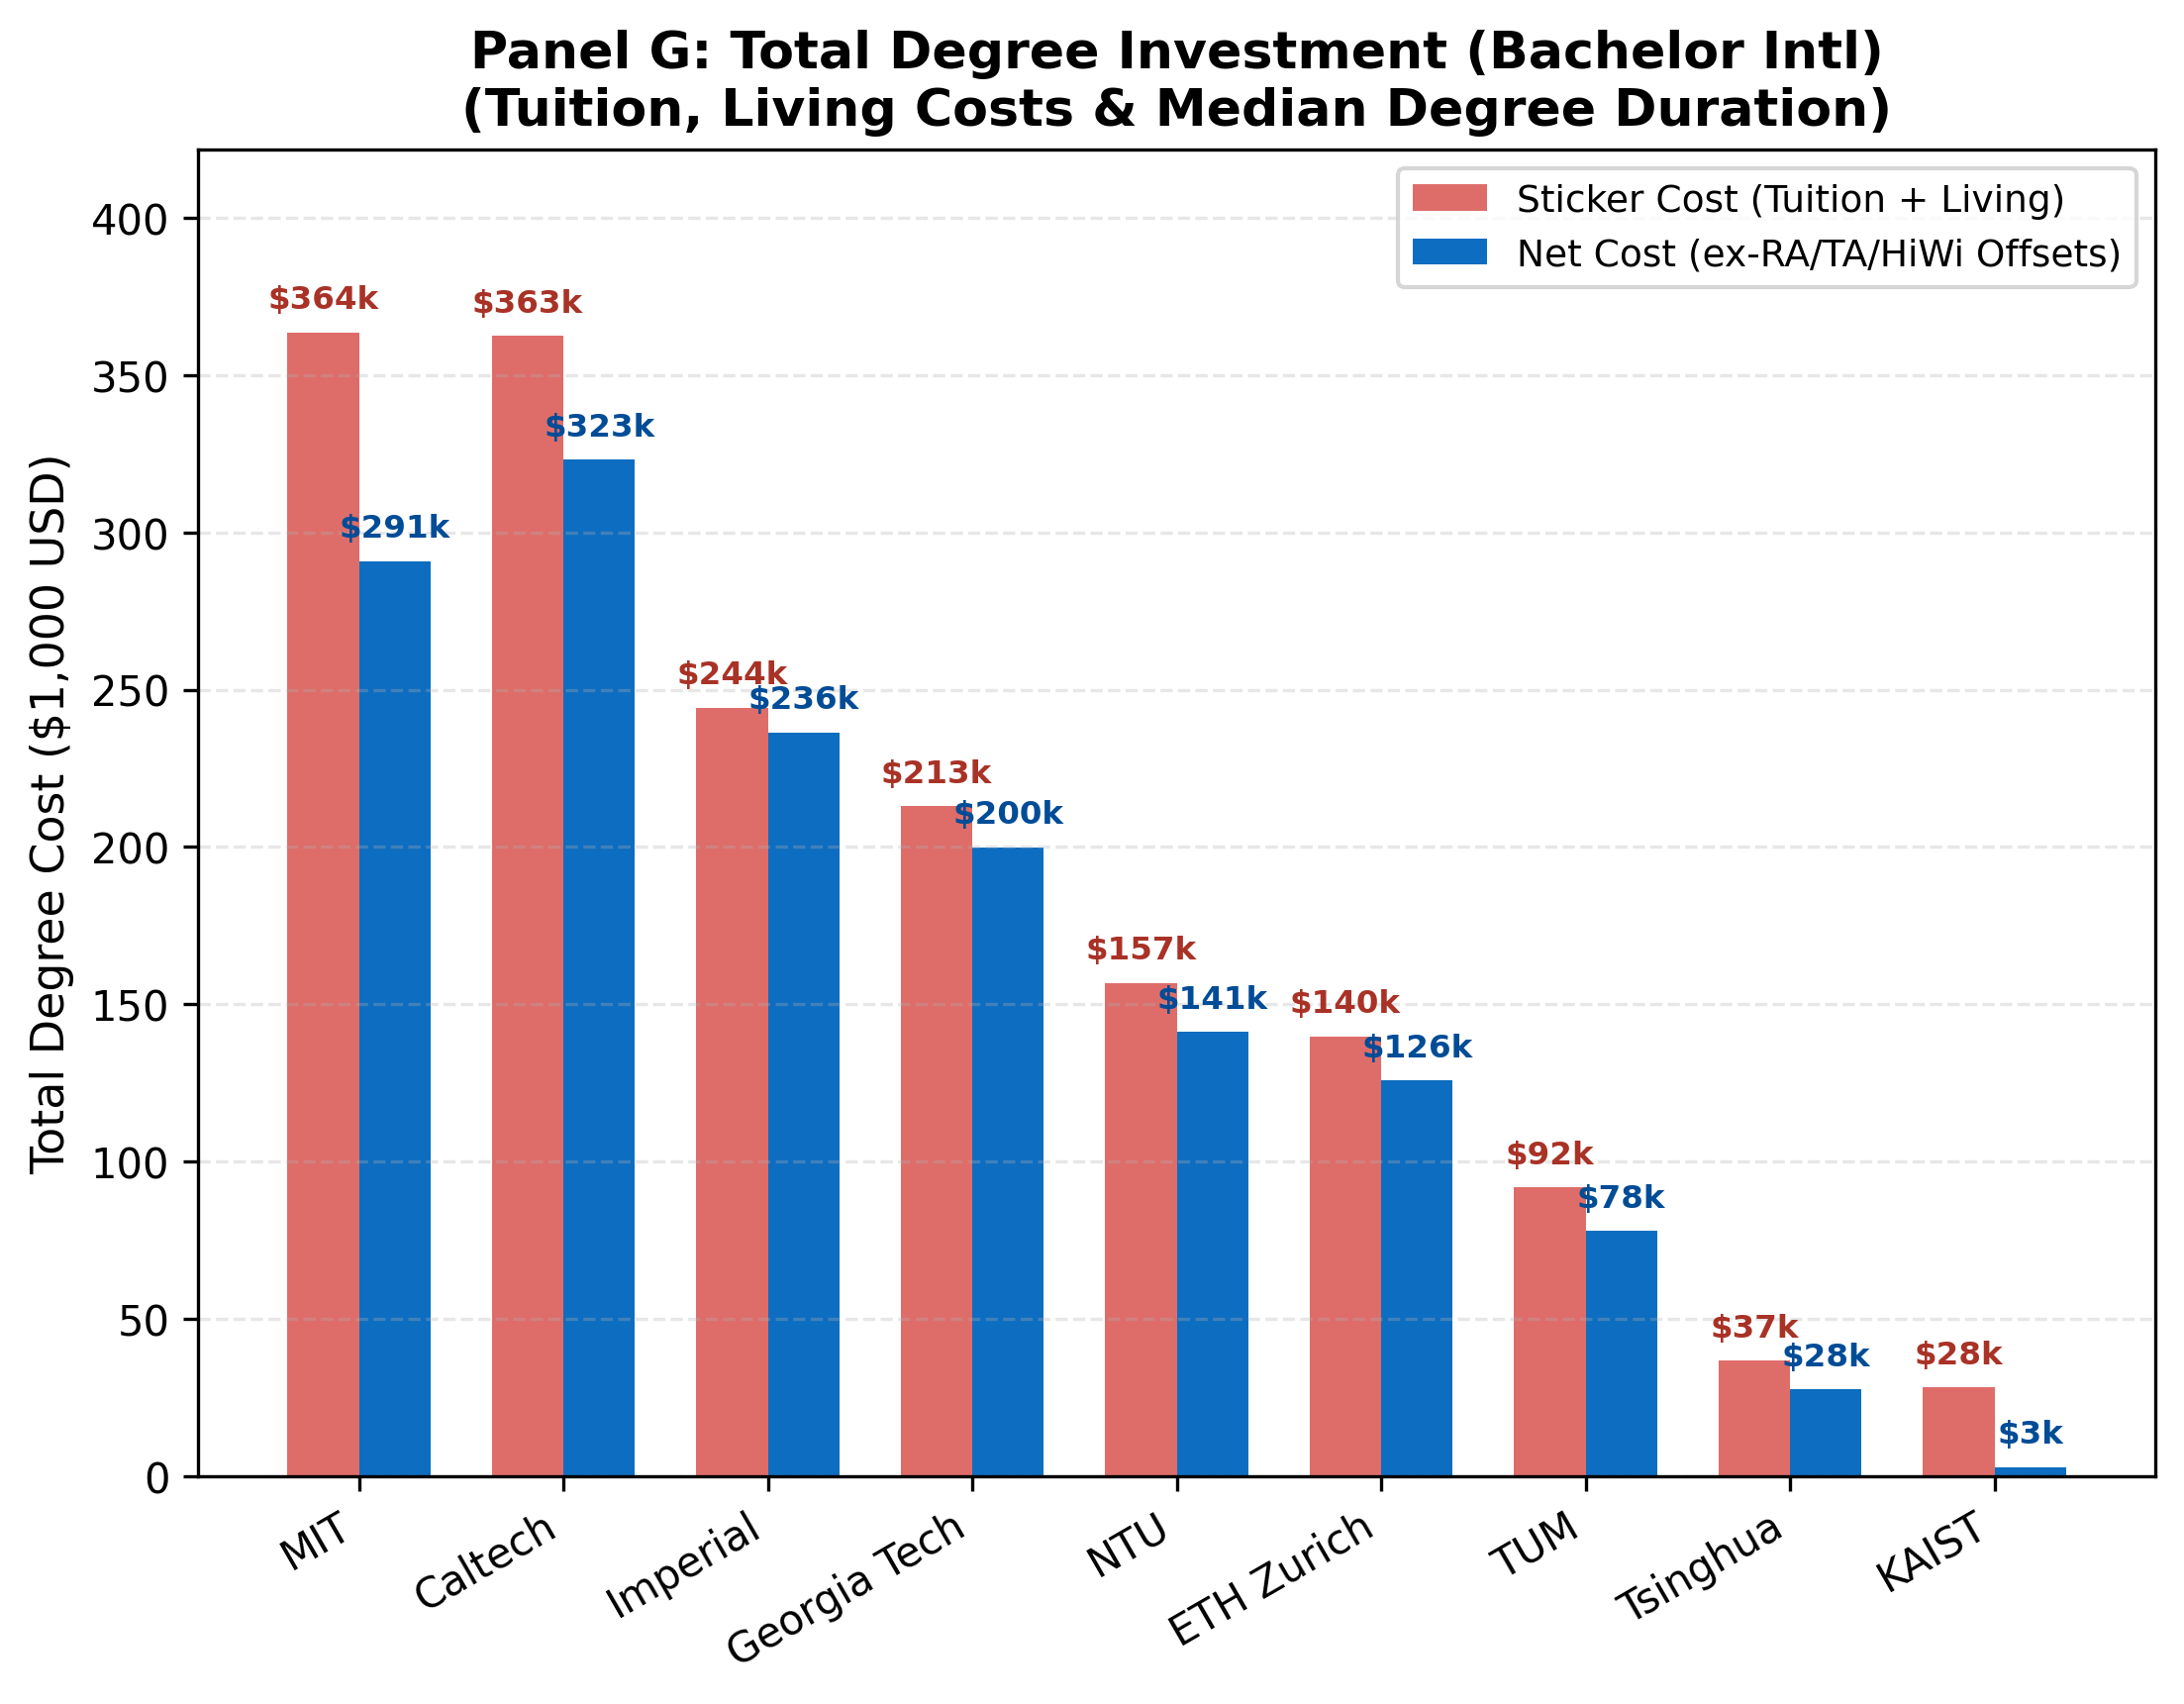 Panel G: Total Degree Investment (Bachelor Intl)
(Tuition, Living Costs & Median Degree Duration)
Sticker Cost (Tuition + Living)
Net Cost (ex-RA/TA/HiWi Offsets)
Total Degree Cost ($1,000 USD)
400
350
300
250
200
150
100
50
0
$364k
$291k
$363k
$323k
$244k
$236k
$213k
$200k
$157k
$141k
$140k
$126k
$92k
$78k
$37k
$28k
$28k
$3k
MIT
Caltech
Imperial
Georgia Tech
NTU
ETH Zurich
TUM
Tsinghua
KAIST